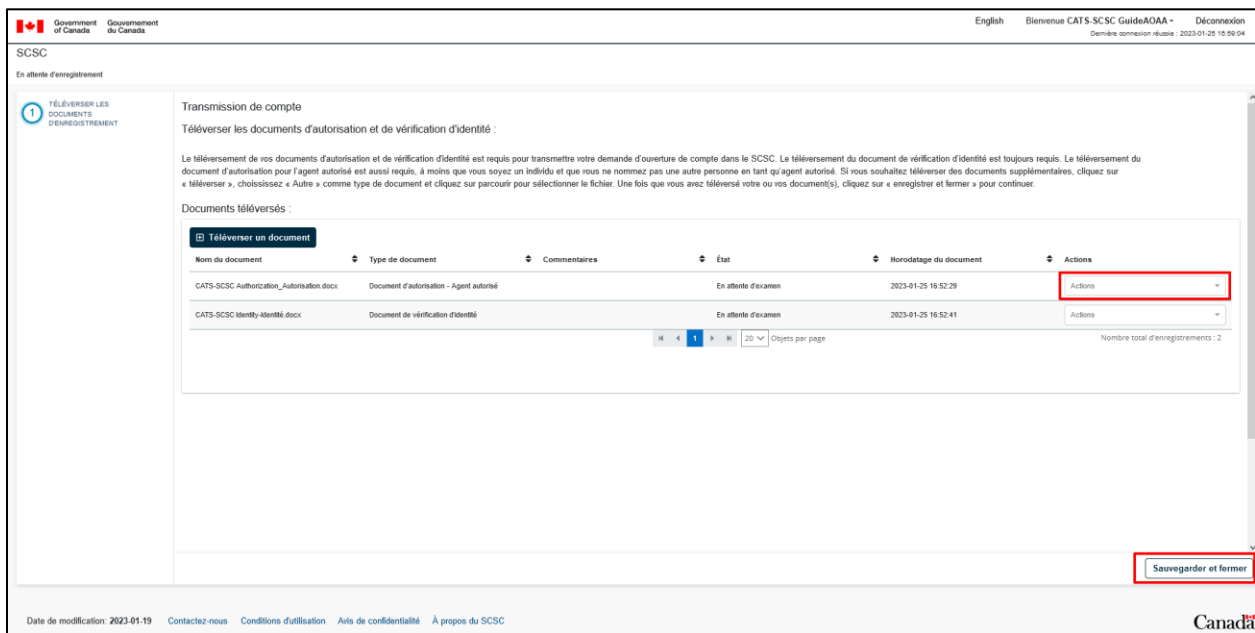 Government of Canada Gouvernement du Canada
English Bienvenue CATS-SCSC GuideAOAA Déconnexion
Dernière connexion réussie : 2023-01-25 15:59:04
SCSC
En attente d'enregistrement
1 TÉLÉVERSER LES DOCUMENTS D'ENREGISTREMENT
Transmission de compte
Téléverser les documents d'autorisation et de vérification d'identité :
Le téléversement de vos documents d'autorisation et de vérification d'identité est requis pour transmettre votre demande d'ouverture de compte dans le SCSC. Le téléversement du document de vérification d'identité est toujours requis. Le téléversement du
document d'autorisation pour l'agent autorisé est aussi requis, à moins que vous soyez un individu et que vous ne nommez pas une autre personne en tant qu'agent autorisé. Si vous souhaitez téléverser des documents supplémentaires, cliquez sur
« téléverser », choississez « Autre » comme type de document et cliquez sur parcourir pour sélectionner le fichier. Une fois que vous avez téléversé votre ou vos document(s), cliquez sur « enregistrer et fermer » pour continuer.
Documents téléversés :
Téléverser un document
Nom du document Type de document Commentaires État Horodatage du document Actions
CATS-SCSC Authorization_Autorisation.docx Document d'autorisation - Agent autorisé En attente d'examen 2023-01-25 16:52:29 Actions
CATS-SCSC Identity-Identité.docx Document de vérification d'identité En attente d'examen 2023-01-25 16:52:41 Actions
1 20 Objets par page Nombre total d'enregistrements : 2
Sauvegarder et fermer
Date de modification: 2023-01-19 Contactez-nous Conditions d'utilisation Avis de confidentialité À propos du SCSC
Canada